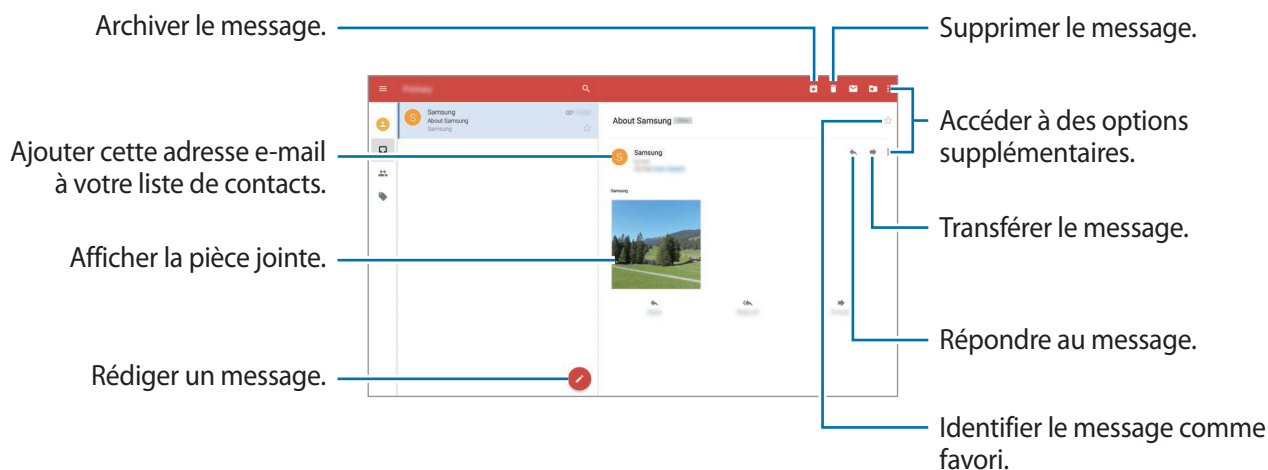 Archiver le message.
Supprimer le message.
Samsung
About Samsung
Samsung
About Samsung
Accéder à des options
supplémentaires.
Ajouter cette adresse e-mail
à votre liste de contacts.
Samsung
Samsung
Transférer le message.
Afficher la pièce jointe.
Répondre au message.
Rédiger un message.
Identifier le message comme
favori.